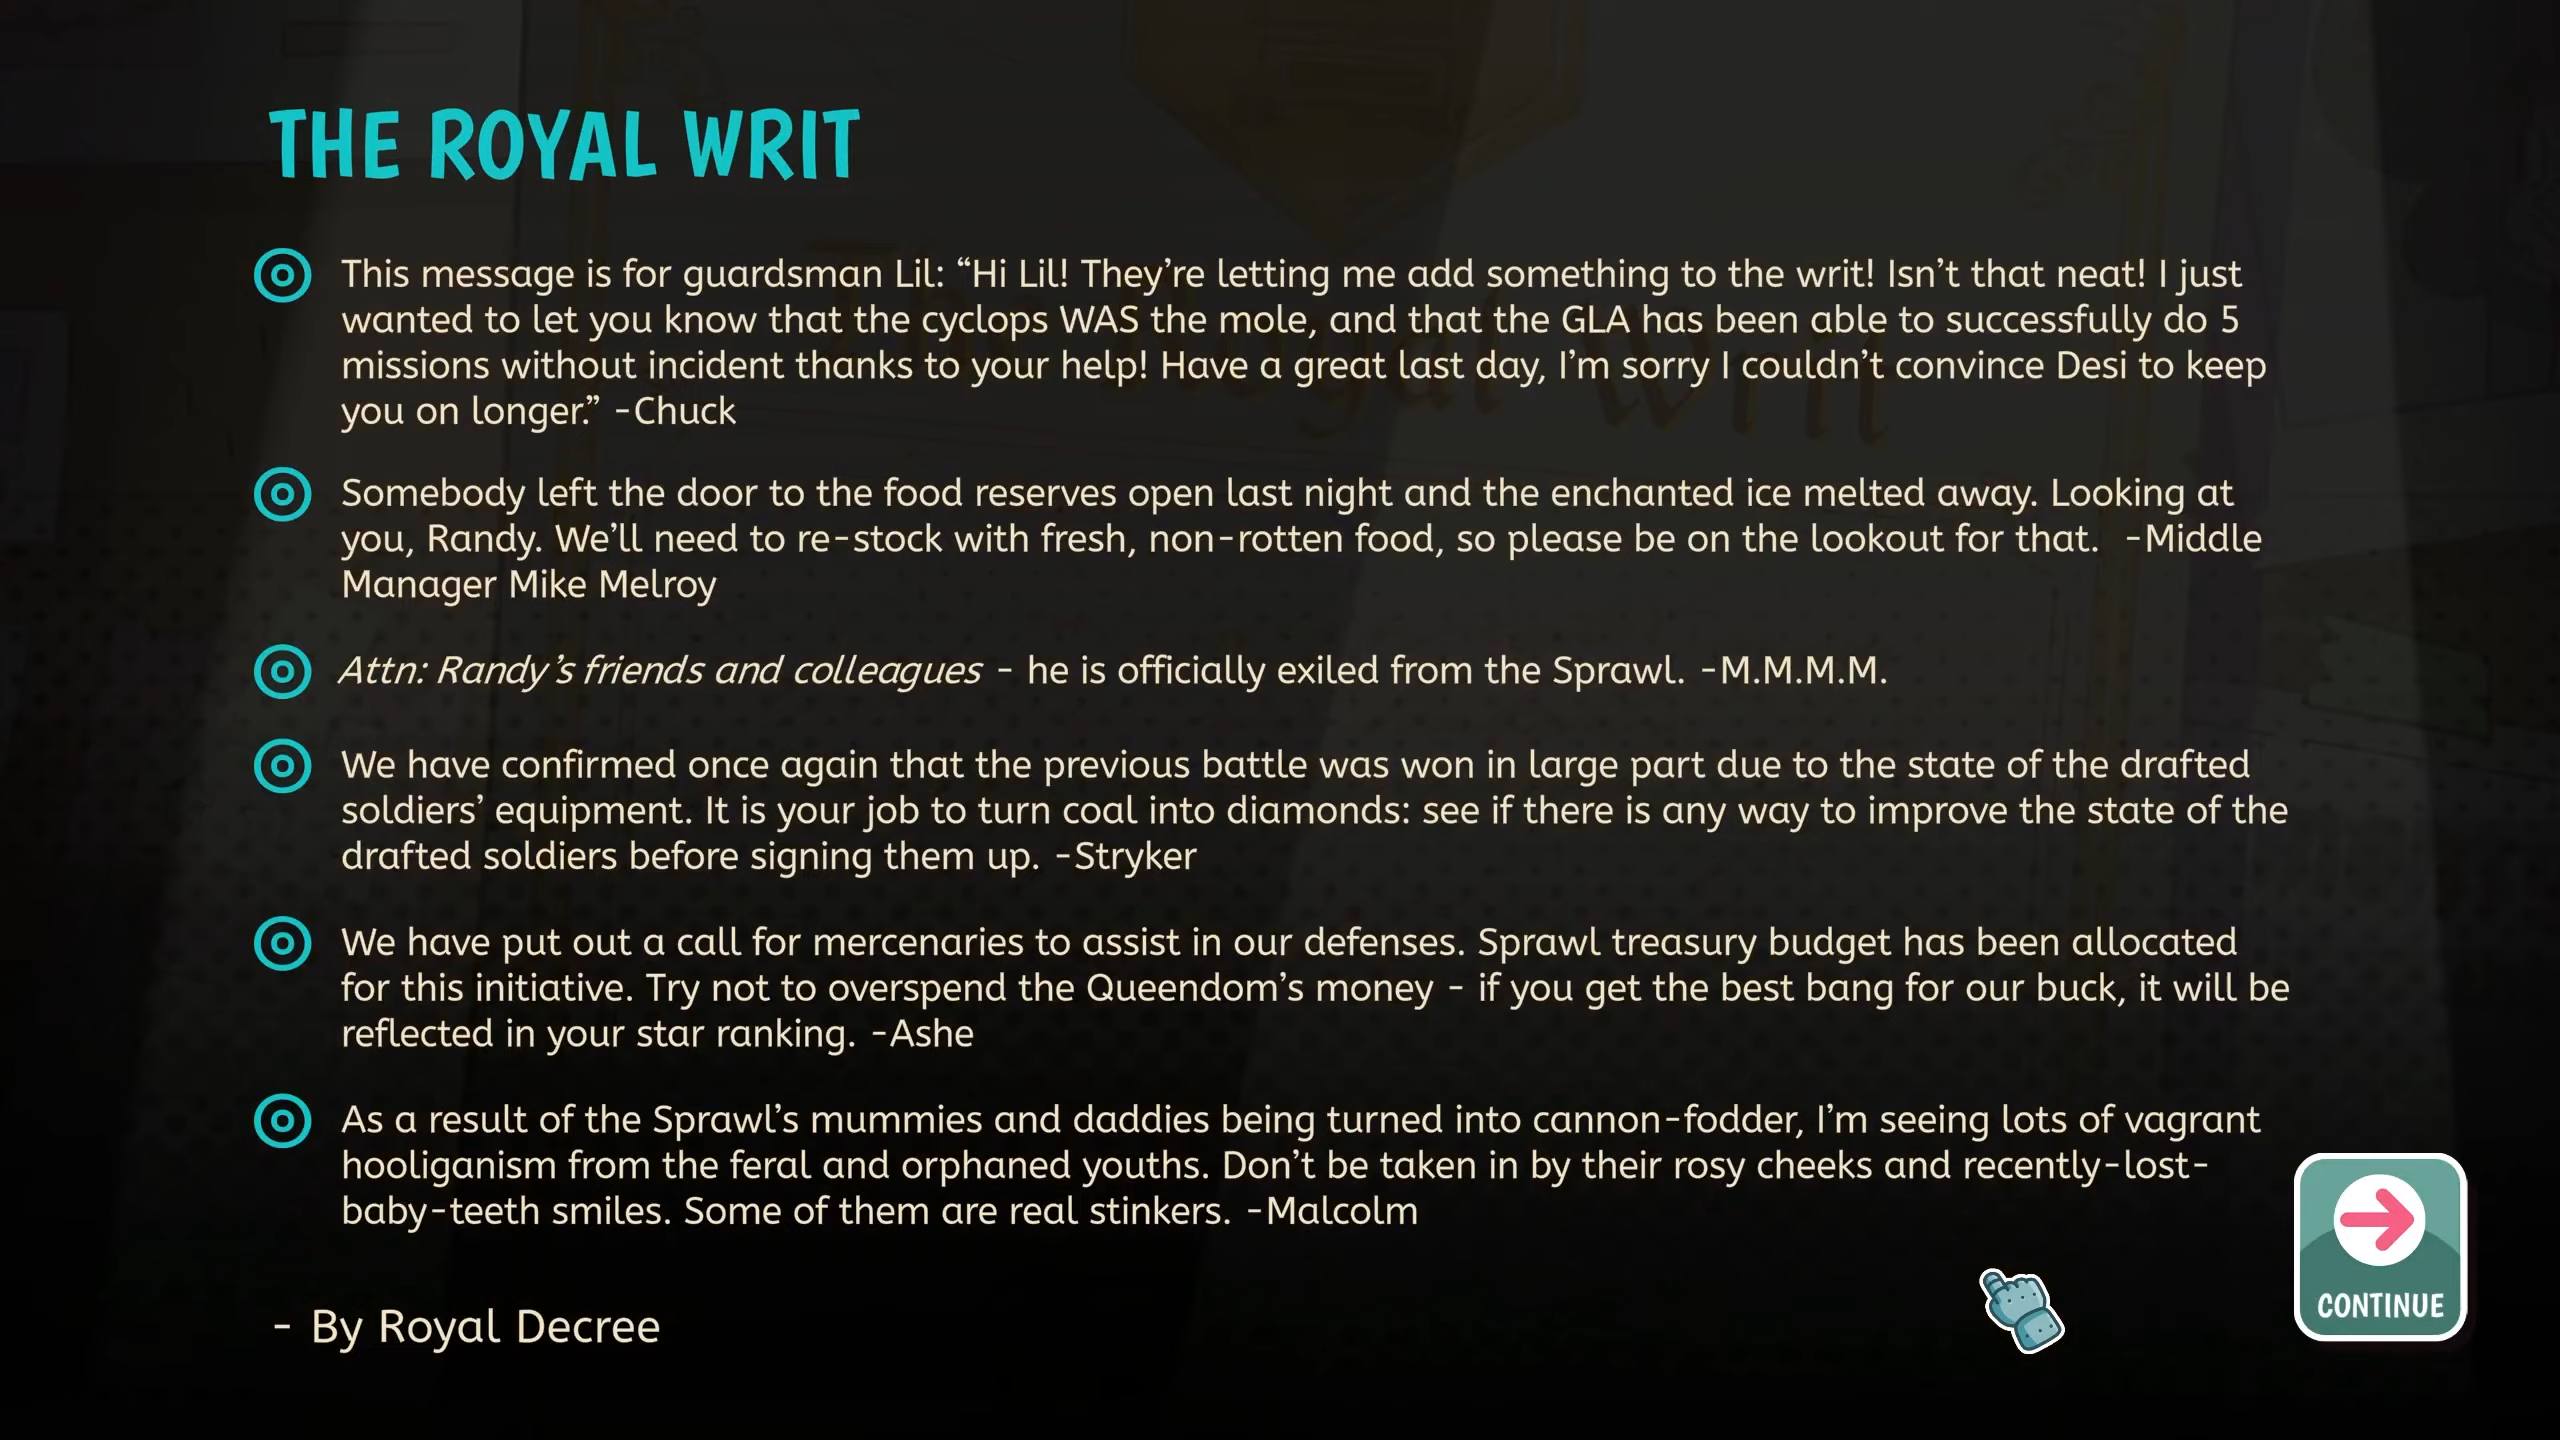 THE ROYAL WRIT
This message is for guardsman Lil: “Hi Lil! They’re letting me add something to the writ! Isn’t that neat! I just
wanted to let you know that the cyclops WAS the mole, and that the GLA has been able to successfully do 5
missions without incident thanks to your help! Have a great last day, I’m sorry I couldn’t convince Desi to keep
you on longer.” -Chuck
Somebody left the door to the food reserves open last night and the enchanted ice melted away. Looking at
you, Randy. We’ll need to re-stock with fresh, non-rotten food, so please be on the lookout for that.  -Middle
Manager Mike Melroy
Attn: Randy’s friends and colleagues - he is officially exiled from the Sprawl. -M.M.M.M.
We have confirmed once again that the previous battle was won in large part due to the state of the drafted
soldiers’ equipment. It is your job to turn coal into diamonds: see if there is any way to improve the state of the
drafted soldiers before signing them up. -Stryker
We have put out a call for mercenaries to assist in our defenses. Sprawl treasury budget has been allocated
for this initiative. Try not to overspend the Queendom’s money - if you get the best bang for our buck, it will be
reflected in your star ranking. -Ashe
As a result of the Sprawl’s mummies and daddies being turned into cannon-fodder, I’m seeing lots of vagrant
hooliganism from the feral and orphaned youths. Don’t be taken in by their rosy cheeks and recently-lost-
baby-teeth smiles. Some of them are real stinkers. -Malcolm
CONTINUE
- By Royal Decree
The Royal Writ